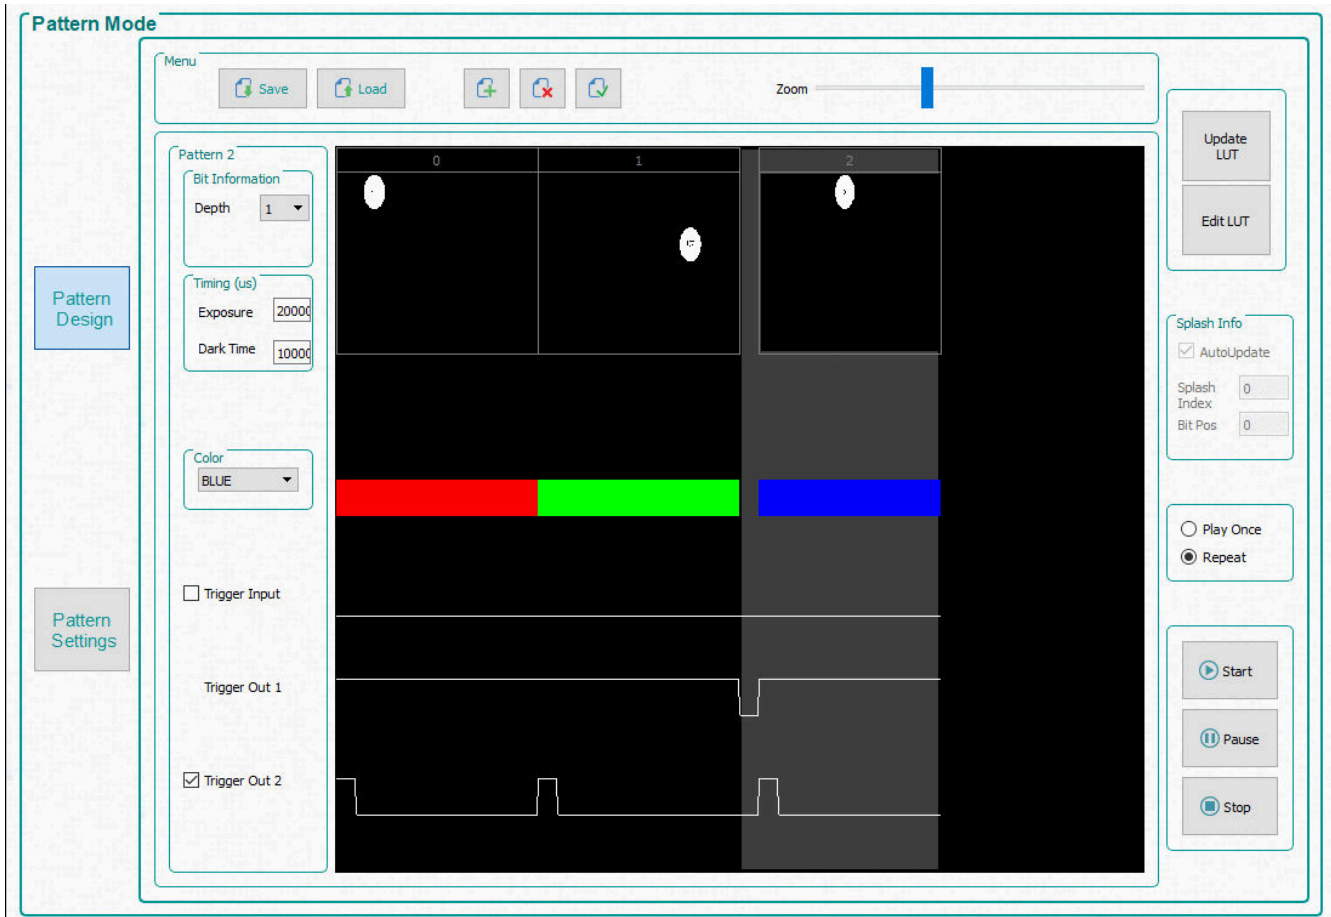 Pattern Mode
Menu
Save
Load
Zoom
Pattern 2
Bit Information
Depth 1
Timing (us)
Exposure 20000
Dark Time
Color
BLUE
Trigger Input
Trigger Out 1
Trigger Out 2
0 1 2
Pattern
Design
Pattern
Settings
Update
LUT
Edit LUT
Splash Info
AutoUpdate
Splash
Index 0
Bit Pos 0
Play Once
Repeat
Start
Pause
Stop